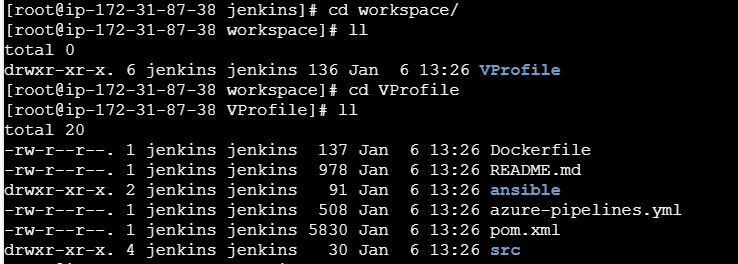 [root@ip-172-31-87-38 jenkins]# cd workspace/
[root@ip-172-31-87-38 workspace]# ll
total 0
drwxr-xr-x. 6 jenkins jenkins 136 Jan  6 13:26 VProfile
[root@ip-172-31-87-38 workspace]# cd VProfile
[root@ip-172-31-87-38 VProfile]# ll
total 20
-rw-r--r--. 1 jenkins jenkins  137 Jan  6 13:26 Dockerfile
-rw-r--r--. 1 jenkins jenkins  978 Jan  6 13:26 README.md
drwxr-xr-x. 2 jenkins jenkins   91 Jan  6 13:26 ansible
-rw-r--r--. 1 jenkins jenkins  508 Jan  6 13:26 azure-pipelines.yml
-rw-r--r--. 1 jenkins jenkins 5830 Jan  6 13:26 pom.xml
drwxr-xr-x. 4 jenkins jenkins   30 Jan  6 13:26 src